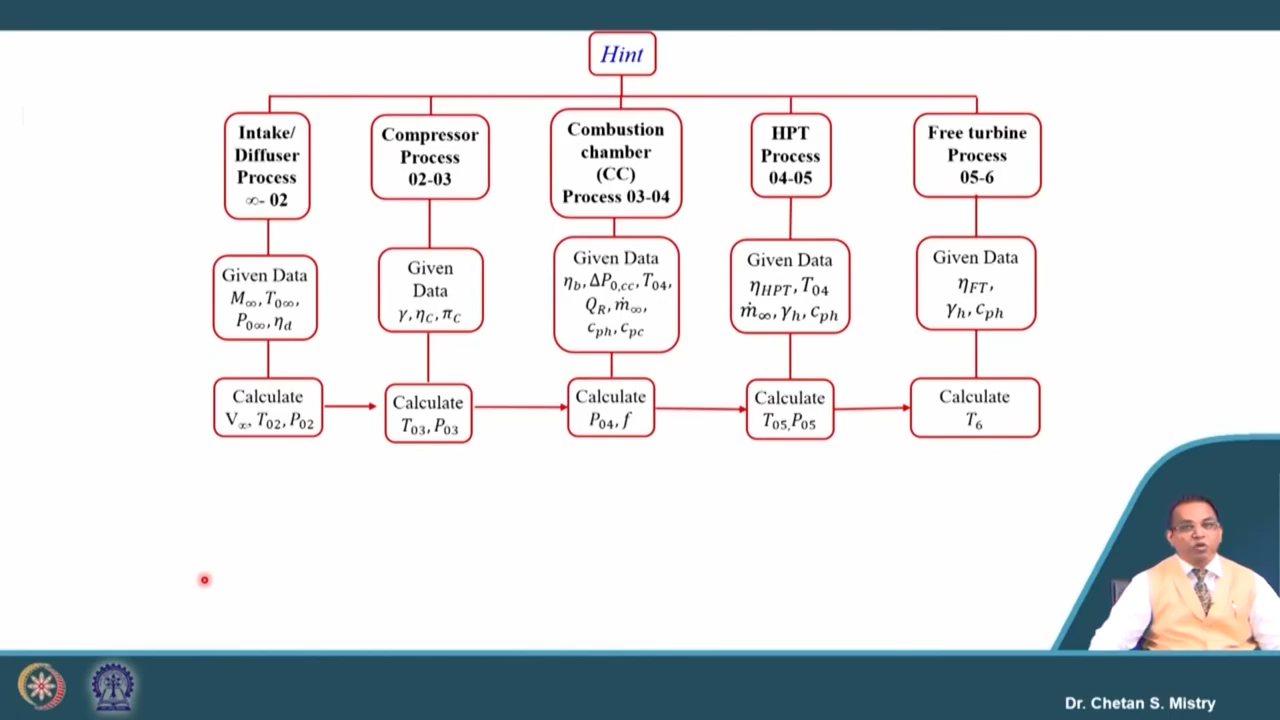 Hint
Intake/
Diffuser
Process
∞- 02
Given Data
M∞, T0∞,
P0∞, ηd
Calculate
V∞, T02, P02
Compressor
Process
02-03
Given
Data
γ, ηC, πC
Calculate
T03, P03
Combustion
chamber
(CC)
Process 03-04
Given Data
ηb, ΔP0,cc, T04,
QR, ṁ∞,
cph, cpc
Calculate
P04, f
HPT
Process
04-05
Given Data
ηHPT, T04
ṁ∞, γh, cph
Calculate
T05, P05
Free turbine
Process
05-6
Given Data
ηFT,
γh, cph
Calculate
T6
Dr. Chetan S. Mistry